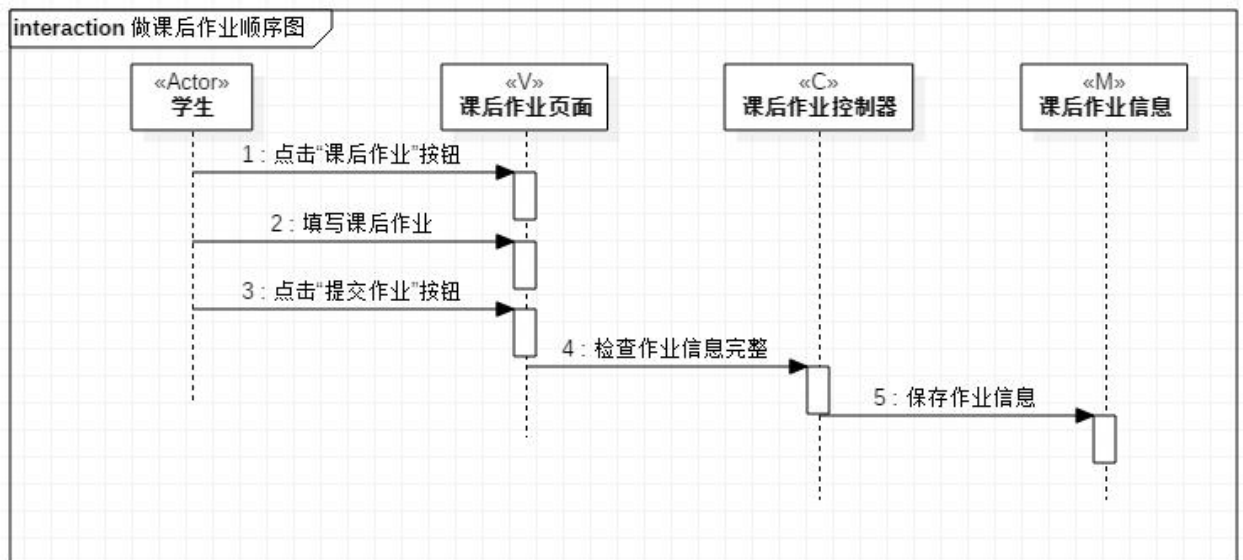 interaction 做课后作业顺序图
«Actor»
学生
«V»
课后作业页面
«C»
课后作业控制器
«M»
课后作业信息
1 : 点击“课后作业”按钮
2 : 填写课后作业
3 : 点击“提交作业”按钮
4 : 检查作业信息完整
5 : 保存作业信息